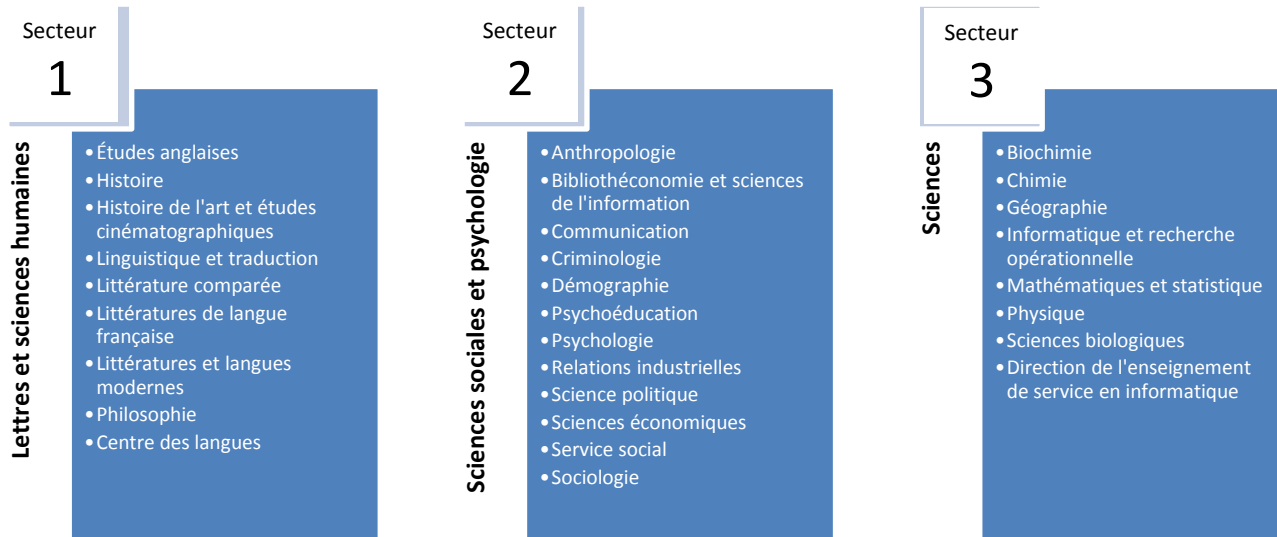 Secteur
1
Lettres et sciences humaines
•Études anglaises
•Histoire
•Histoire de l'art et études
cinématographiques
•Linguistique et traduction
•Littérature comparée
•Littératures de langue
française
•Littératures et langues
modernes
•Philosophie
•Centre des langues
Secteur
2
Sciences sociales et psychologie
•Anthropologie
•Bibliothéconomie et sciences
de l'information
•Communication
•Criminologie
•Démographie
•Psychoéducation
•Psychologie
•Relations industrielles
•Science politique
•Sciences économiques
•Service social
•Sociologie
Secteur
3
Sciences
•Biochimie
•Chimie
•Géographie
•Informatique et recherche
opérationnelle
•Mathématiques et statistique
•Physique
•Sciences biologiques
•Direction de l'enseignement
de service en informatique